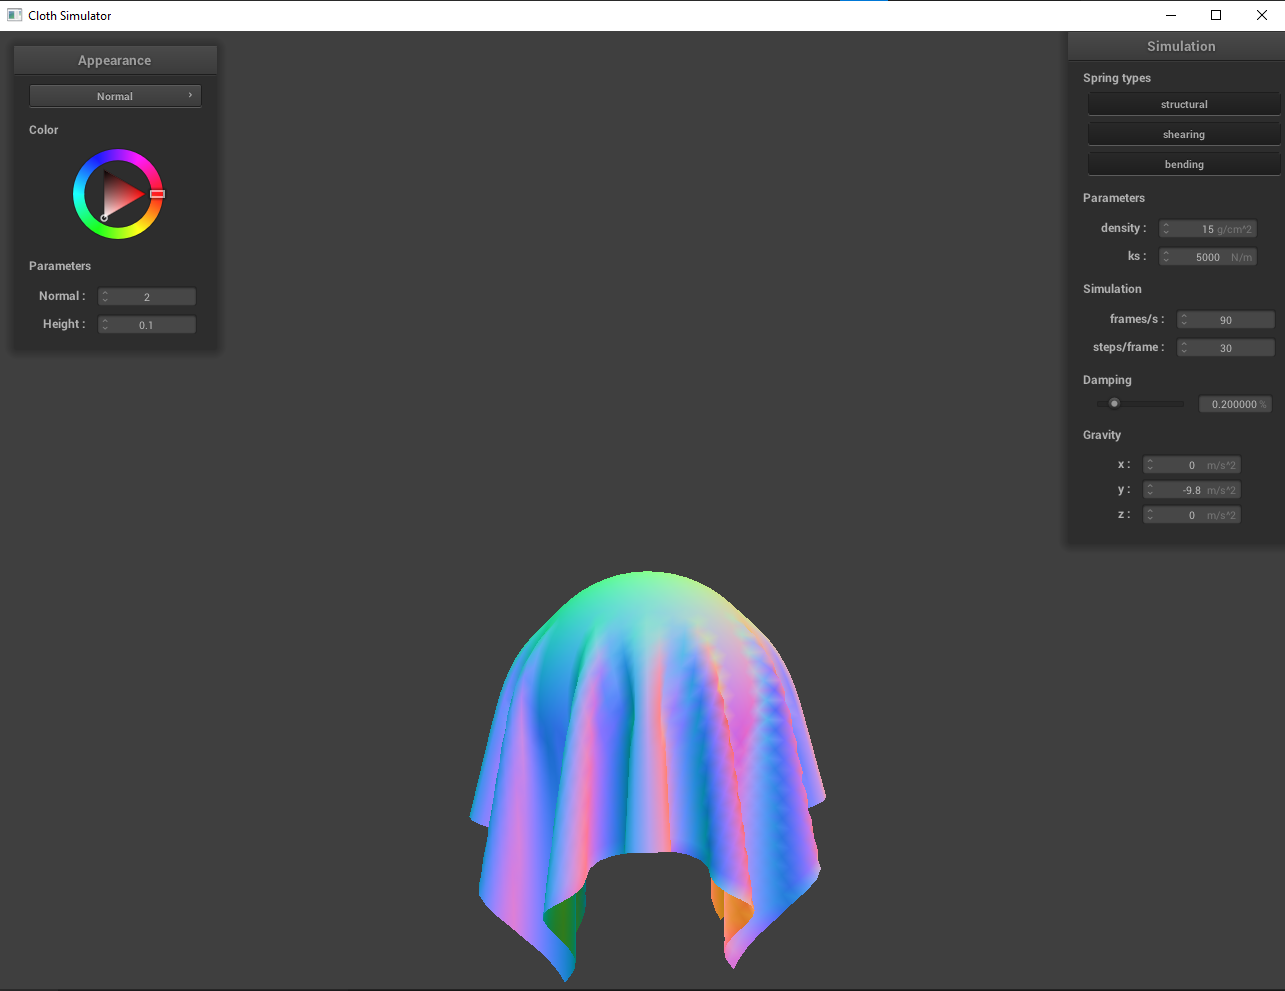 Cloth Simulator
Appearance
Normal
Color
Parameters
Normal : 2
Height : 0.1
Simulation
Spring types
structural
shearing
bending
Parameters
density : 15 g/cm^2
ks : 5000 N/m
Simulation
frames/s : 90
steps/frame : 30
Damping
0.200000 %
Gravity
x : 0 m/s^2
y : -9.8 m/s^2
z : 0 m/s^2